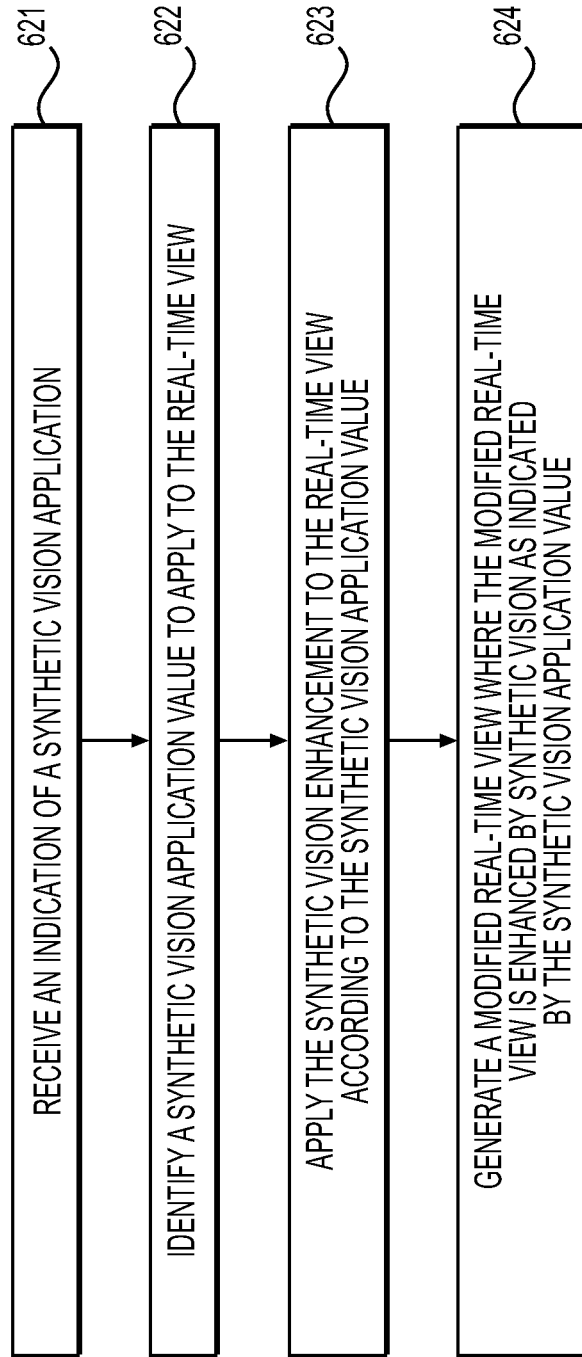 RECEIVE AN INDICATION OF A SYNTHETIC VISION APPLICATION
621
IDENTIFY A SYNTHETIC VISION APPLICATION VALUE TO APPLY TO THE REAL-TIME VIEW
622
APPLY THE SYNTHETIC VISION ENHANCEMENT TO THE REAL-TIME VIEW
ACCORDING TO THE SYNTHETIC VISION APPLICATION VALUE
623
GENERATE A MODIFIED REAL-TIME VIEW WHERE THE MODIFIED REAL-TIME
VIEW IS ENHANCED BY SYNTHETIC VISION AS INDICATED
BY THE SYNTHETIC VISION APPLICATION VALUE
624